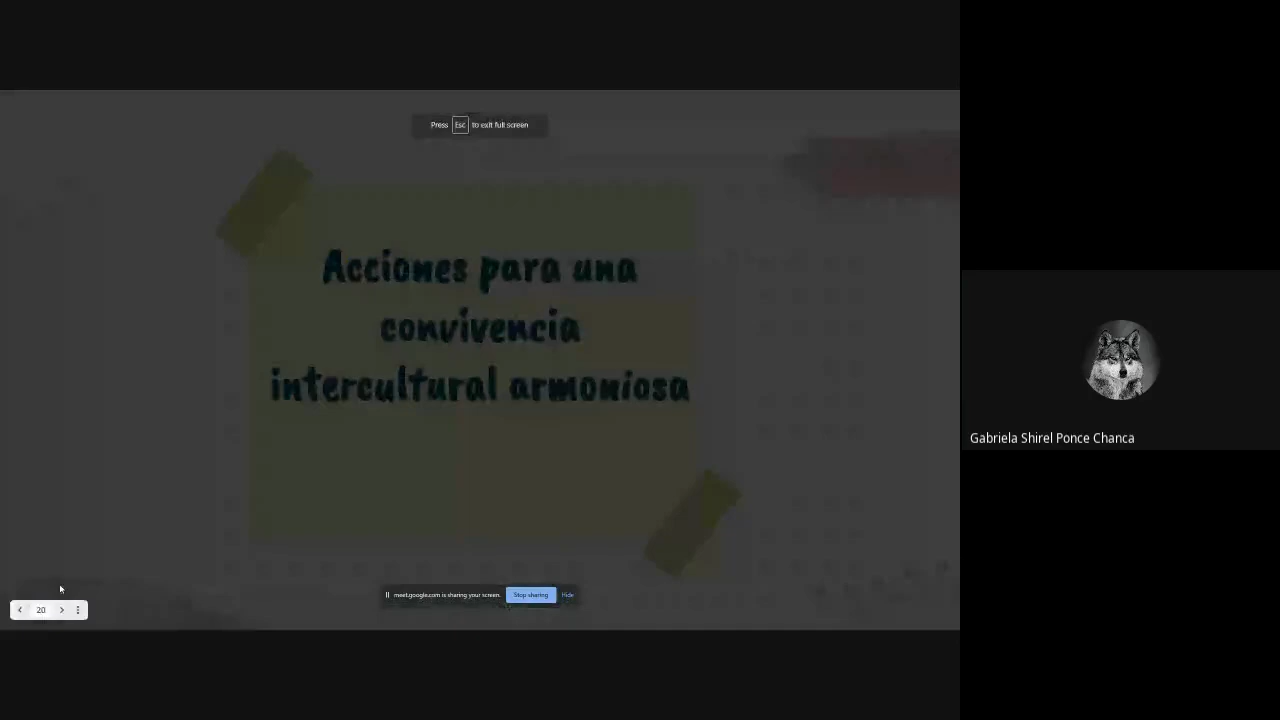 Press Esc to exit full screen
Acciones para una
convivencia
intercultural armoniosa
Gabriela Shirel Ponce Chanca
meet.google.com is sharing your screen. Stop sharing Hide
20